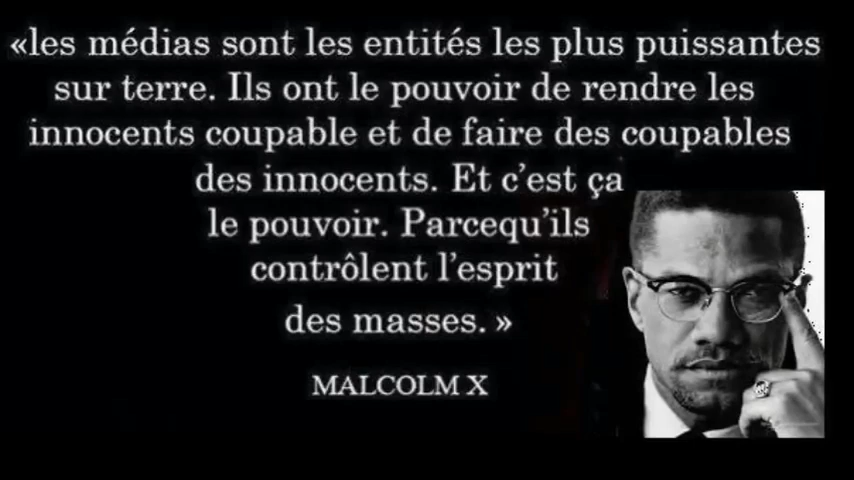 «les médias sont les entités les plus puissantes
sur terre. Ils ont le pouvoir de rendre les
innocents coupable et de faire des coupables
des innocents. Et c’est ça
le pouvoir. Parcequ’ils
contrôlent l’esprit
des masses. »
MALCOLM X